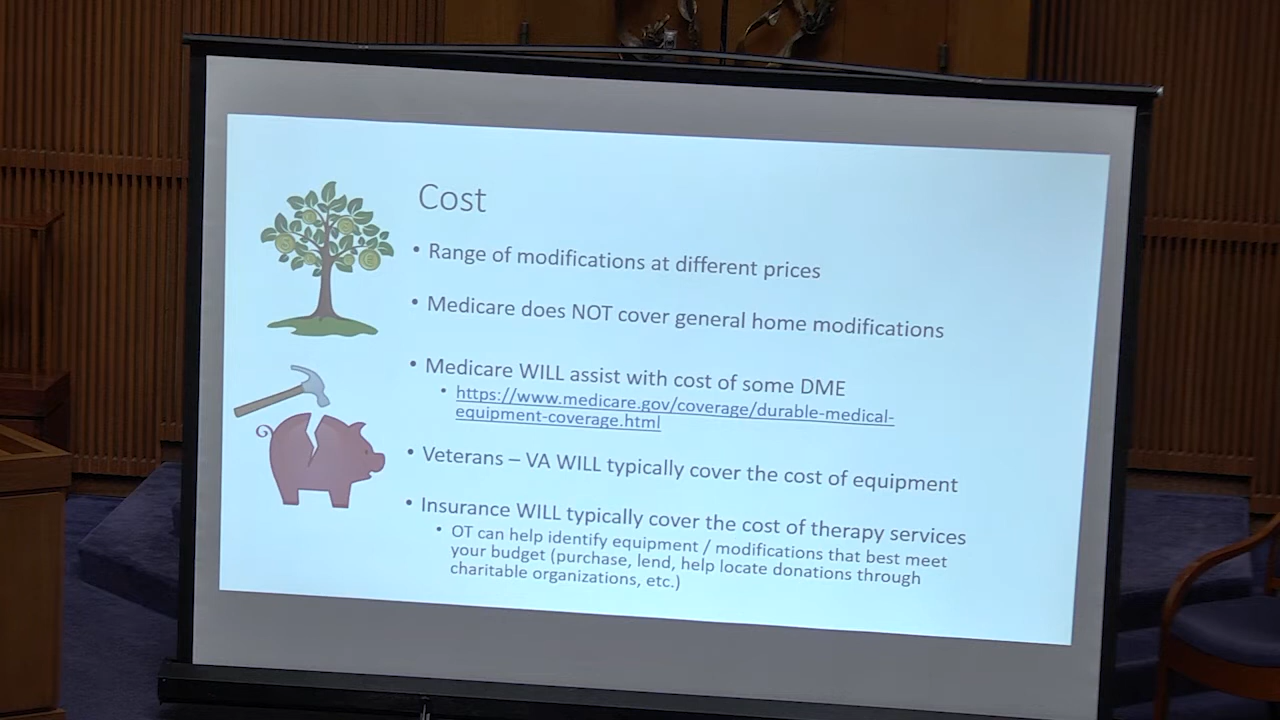 Cost
• Range of modifications at different prices
• Medicare does NOT cover general home modifications
• Medicare WILL assist with cost of some DME
• https://www.medicare.gov/coverage/durable-medical-
equipment-coverage.html
• Veterans – VA WILL typically cover the cost of equipment
• Insurance WILL typically cover the cost of therapy services
• OT can help identify equipment / modifications that best meet
your budget (purchase, lend, help locate donations through
charitable organizations, etc.)